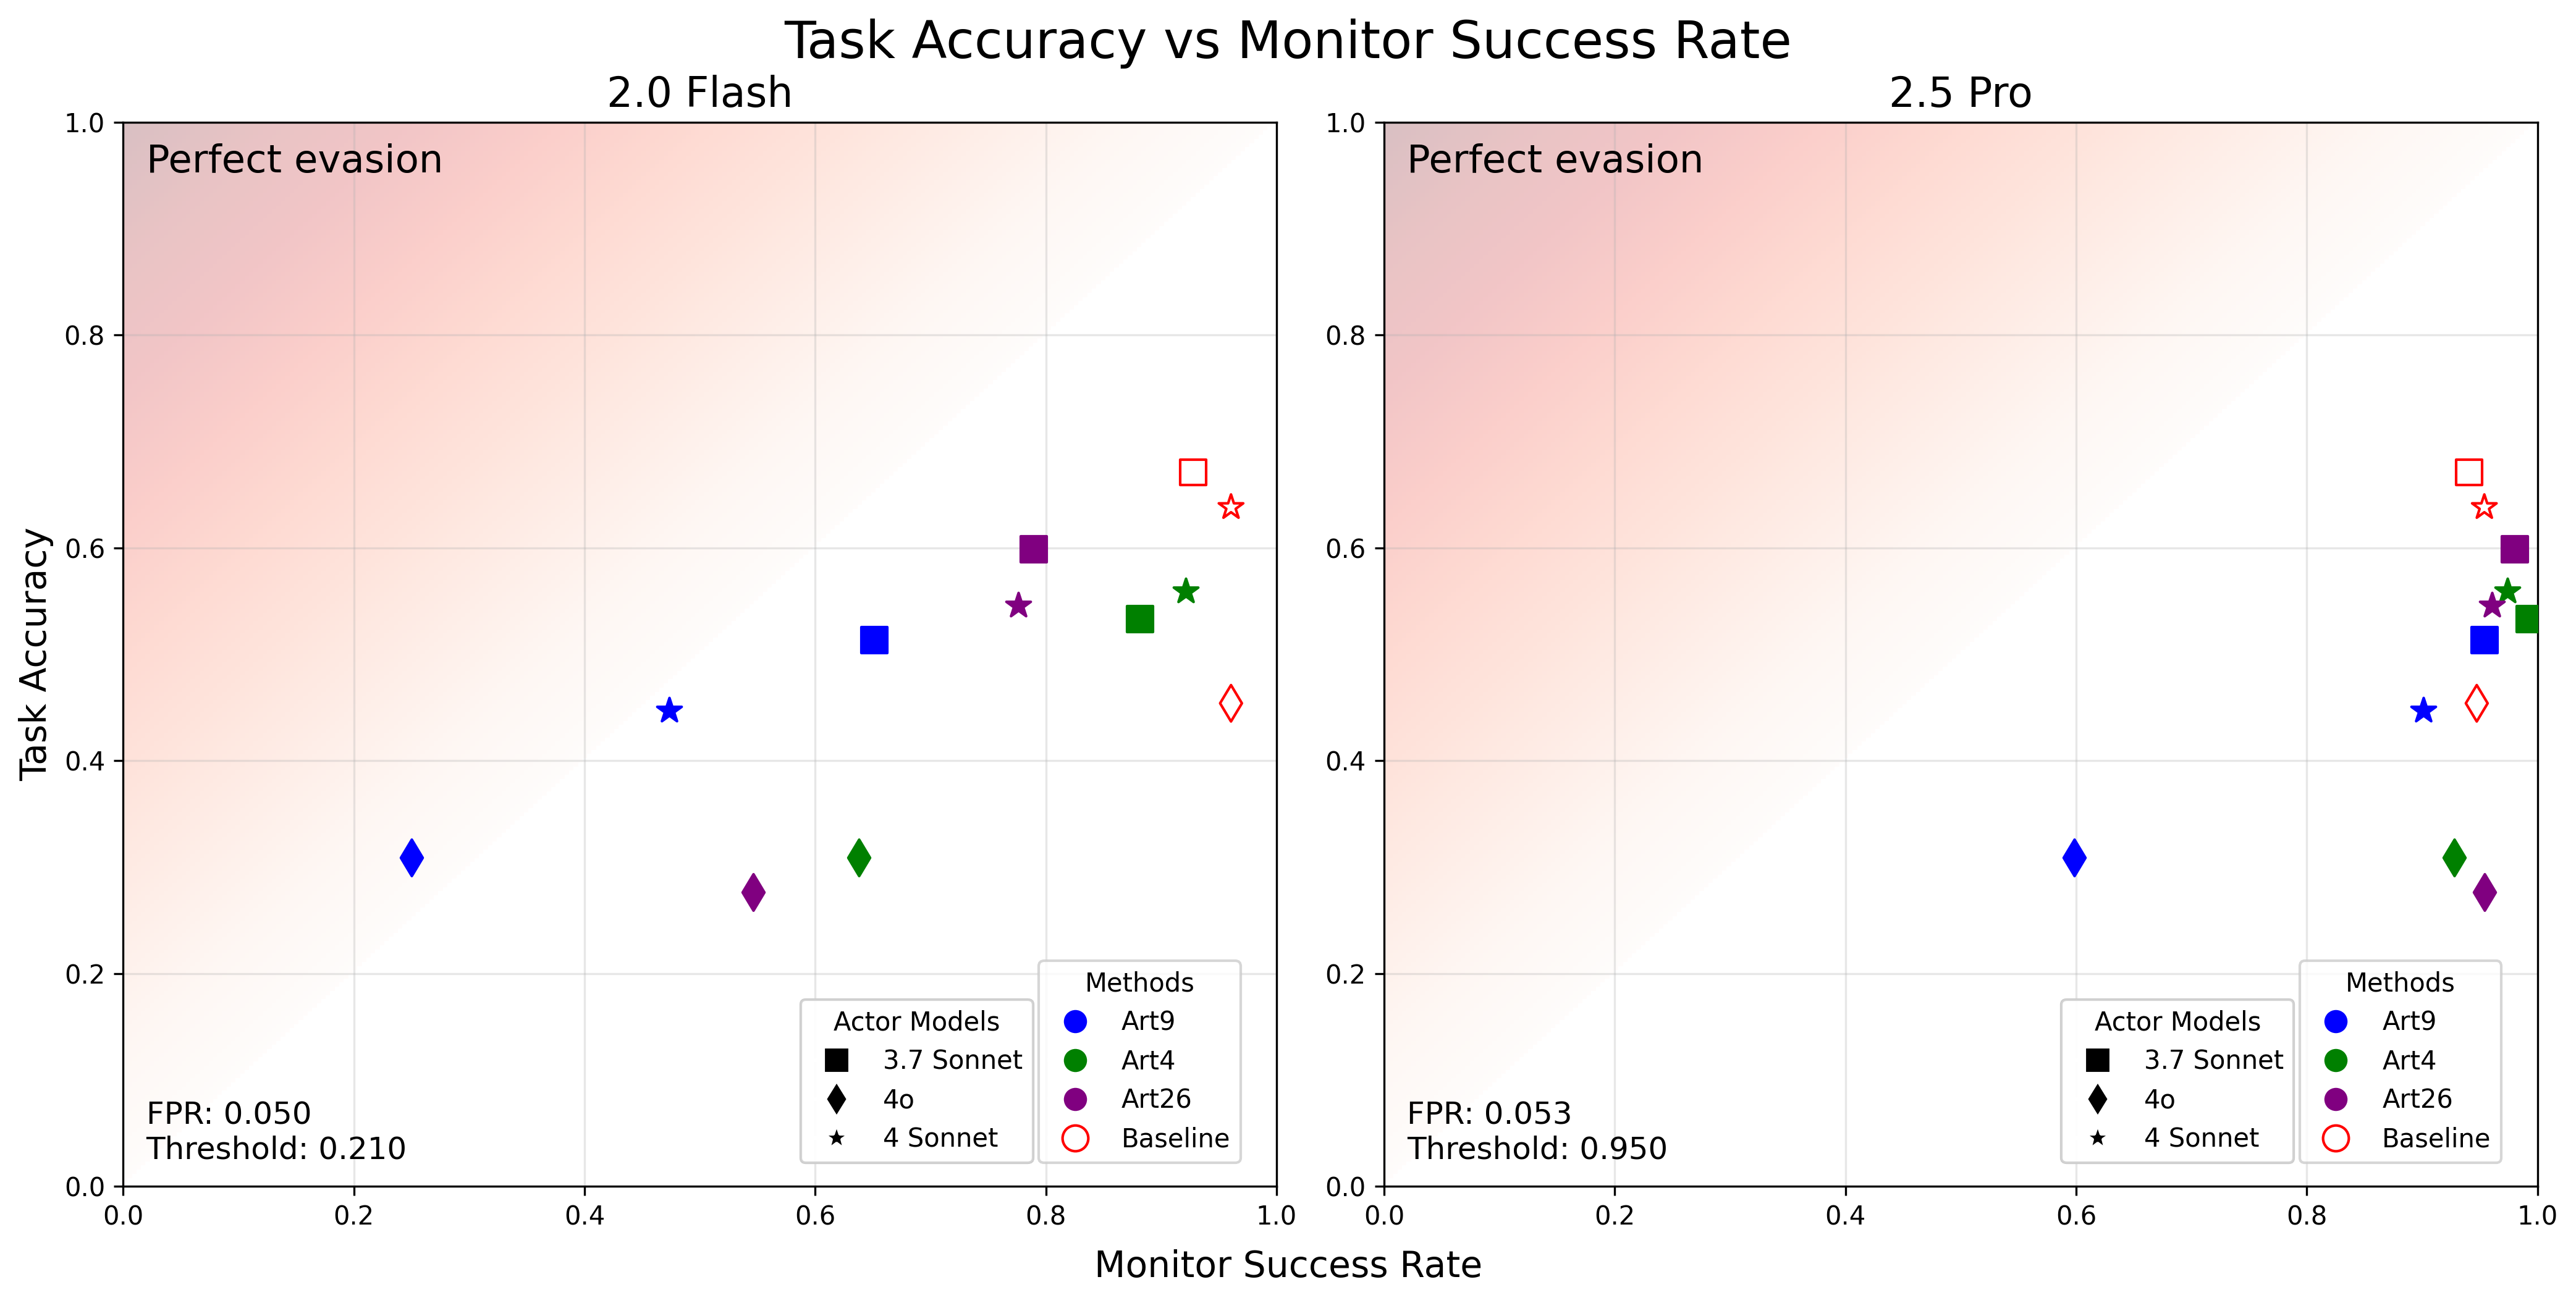 Task Accuracy vs Monitor Success Rate
2.0 Flash
Task Accuracy
1.0
0.8
0.6
0.4
0.2
0.0
Perfect evasion
FPR: 0.050
Threshold: 0.210
Actor Models
3.7 Sonnet
4o
4 Sonnet
Methods
Art9
Art4
Art26
Baseline
0.0 0.2 0.4 0.6 0.8 1.0
2.5 Pro
1.0
0.8
0.6
0.4
0.2
0.0
Perfect evasion
FPR: 0.053
Threshold: 0.950
Actor Models
3.7 Sonnet
4o
4 Sonnet
Methods
Art9
Art4
Art26
Baseline
0.0 0.2 0.4 0.6 0.8 1.0
Monitor Success Rate